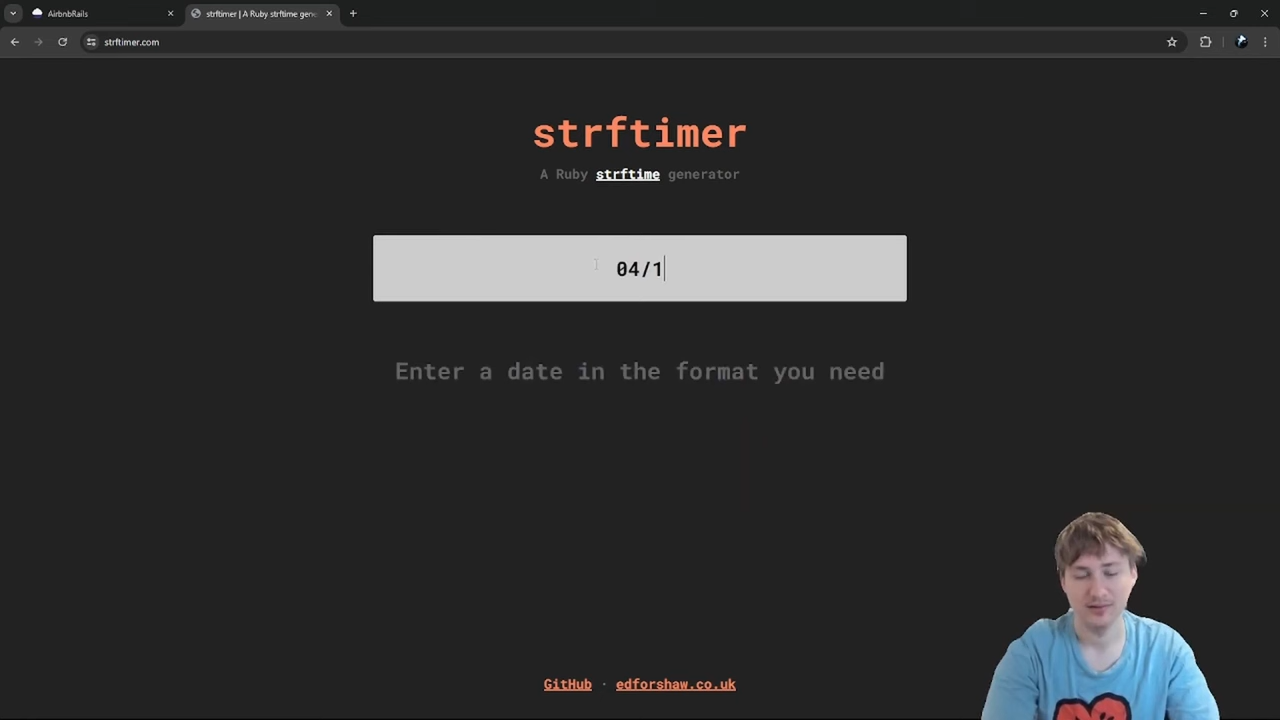 AirbnbRails
strftimer | A Ruby strftime gene
strftimer.com
strftimer
A Ruby strftime generator
04/1
Enter a date in the format you need
GitHub · edforshaw.co.uk